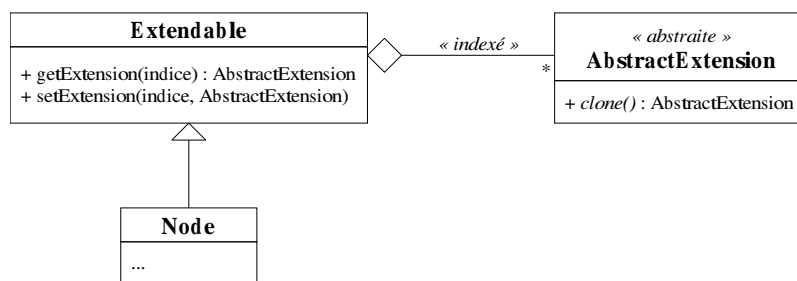 Extendable
+ getExtension(indice) : AbstractExtension
+ setExtension(indice, AbstractExtension)
« indexé »
*
« abstraite »
AbstractExtension
+ clone() : AbstractExtension
Node
...